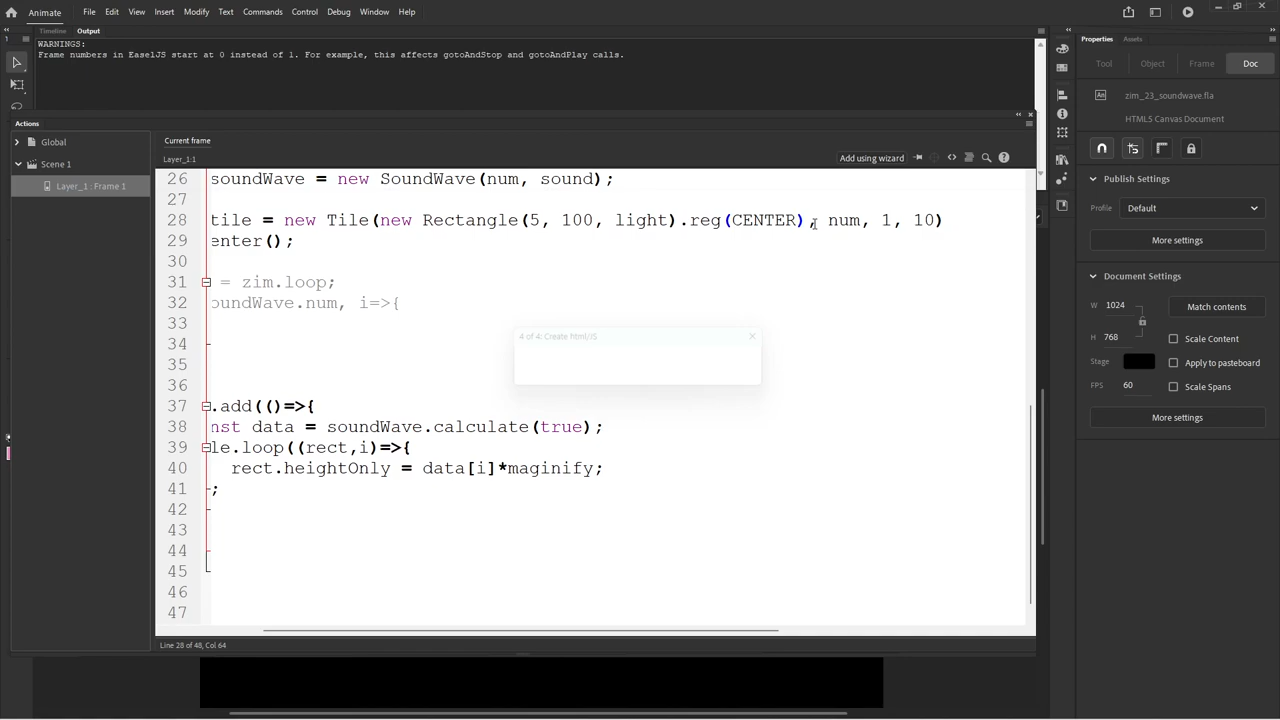 Animate
File
Edit
View
Insert
Modify
Text
Commands
Control
Debug
Window
Help
Timeline
Output
WARNINGS:
Frame numbers in EaselJS start at 0 instead of 1. For example, this affects gotoAndStop and gotoAndPlay calls.
Actions
Global
Scene 1
Layer_1 : Frame 1
Current frame
Layer_1:1
Add using wizard
26 soundWave = new SoundWave(num, sound);
27
28 tile = new Tile(new Rectangle(5, 100, light).reg(CENTER), num, 1, 10)
29 enter();
30
31 = zim.loop;
32 oundWave.num, i=>{
33
34
35
36
37 .add(()=>{
38 nst data = soundWave.calculate(true);
39 le.loop((rect,i)=>{
40 rect.heightOnly = data[i]*maginify;
41 ;
42
43
44
45
46
47
4 of 4: Create html/JS
Line 28 of 48, Col 64
Properties
Assets
Tool
Object
Frame
Doc
An
zim_23_soundwave.fla
HTML5 Canvas Document
Publish Settings
Profile
Default
More settings
Document Settings
W 1024
Match contents
H 768
Scale Content
Stage
Apply to pasteboard
FPS 60
Scale Spans
More settings